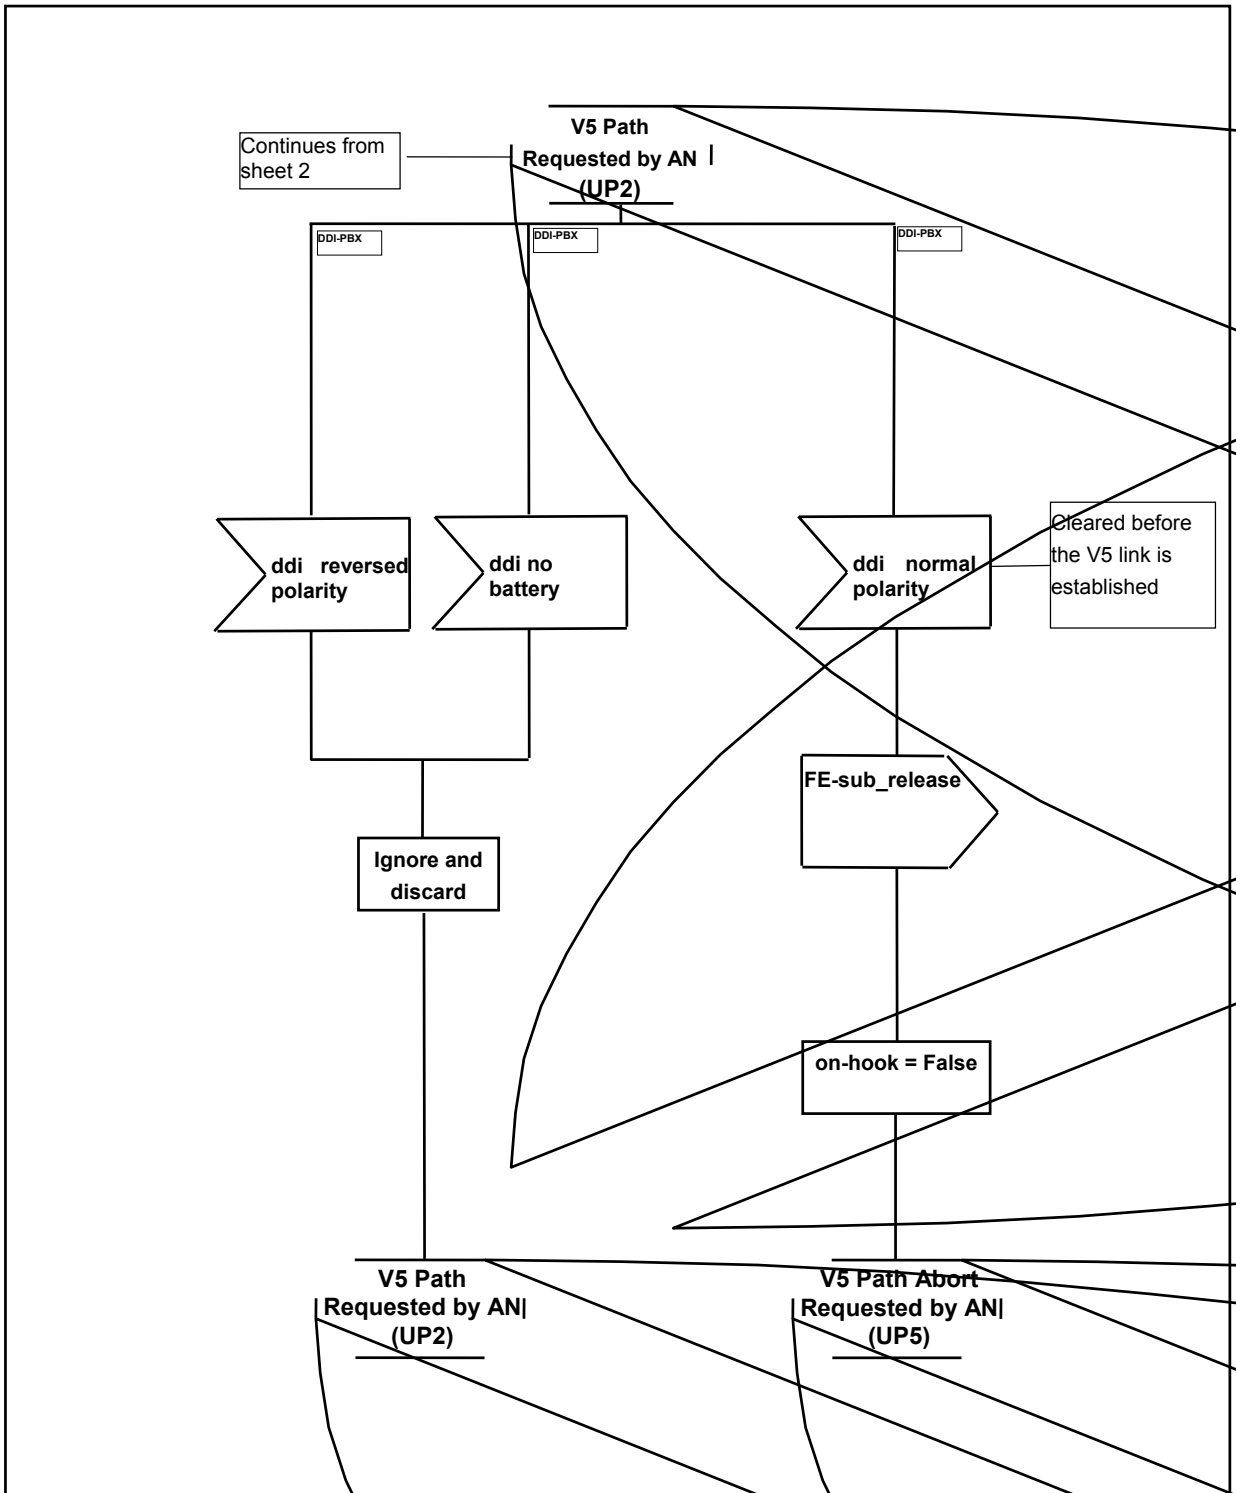 V5 Path
Requested by AN
(UP2)
Continues from
sheet 2
DDI-PBX
DDI-PBX
DDI-PBX
ddi reversed
polarity
ddi no
battery
ddi normal
polarity
Cleared before
the V5 link is
established
FE-sub_release
Ignore and
discard
on-hook = False
V5 Path
Requested by AN
(UP2)
V5 Path Abort
Requested by AN
(UP5)